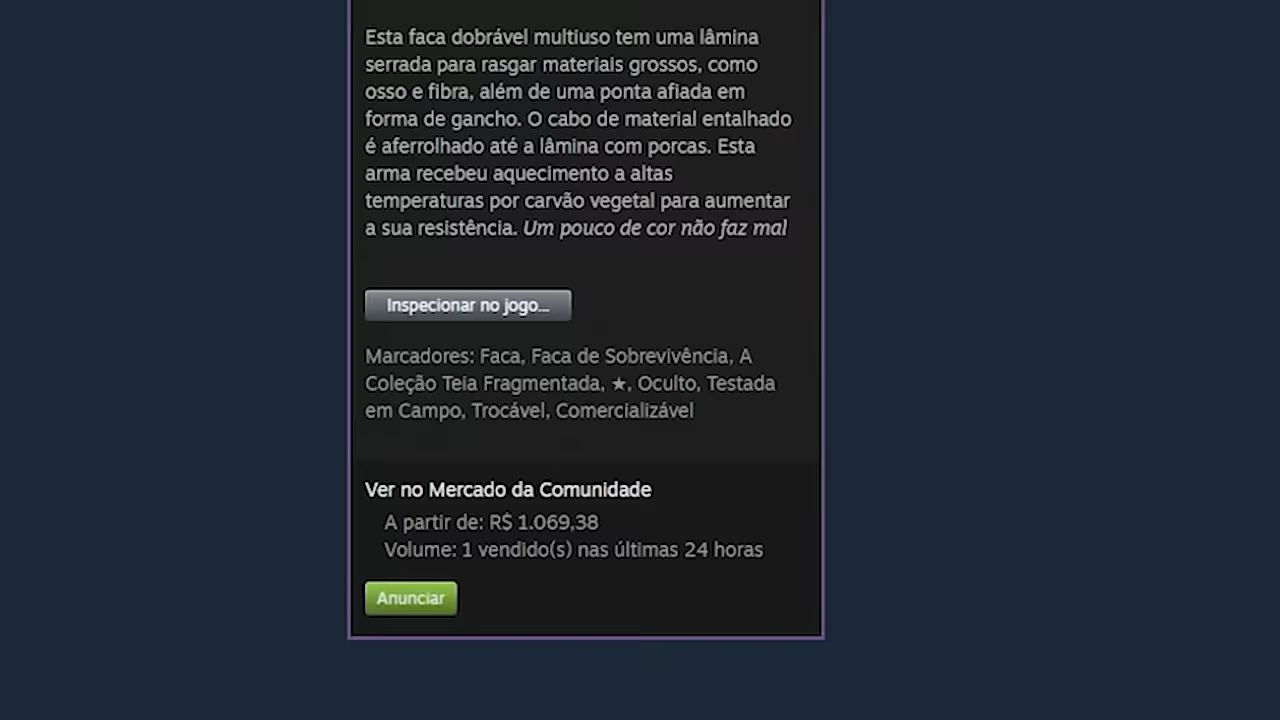 Esta faca dobrável multiuso tem uma lâmina
serrada para rasgar materiais grossos, como
osso e fibra, além de uma ponta afiada em
forma de gancho. O cabo de material entalhado
é aferrolhado até a lâmina com porcas. Esta
arma recebeu aquecimento a altas
temperaturas por carvão vegetal para aumentar
a sua resistência. Um pouco de cor não faz mal
Inspecionar no jogo...
Marcadores: Faca, Faca de Sobrevivência, A
Coleção Teia Fragmentada, ★, Oculto, Testada
em Campo, Trocável, Comercializável
Ver no Mercado da Comunidade
A partir de: R$ 1.069,38
Volume: 1 vendido(s) nas últimas 24 horas
Anunciar